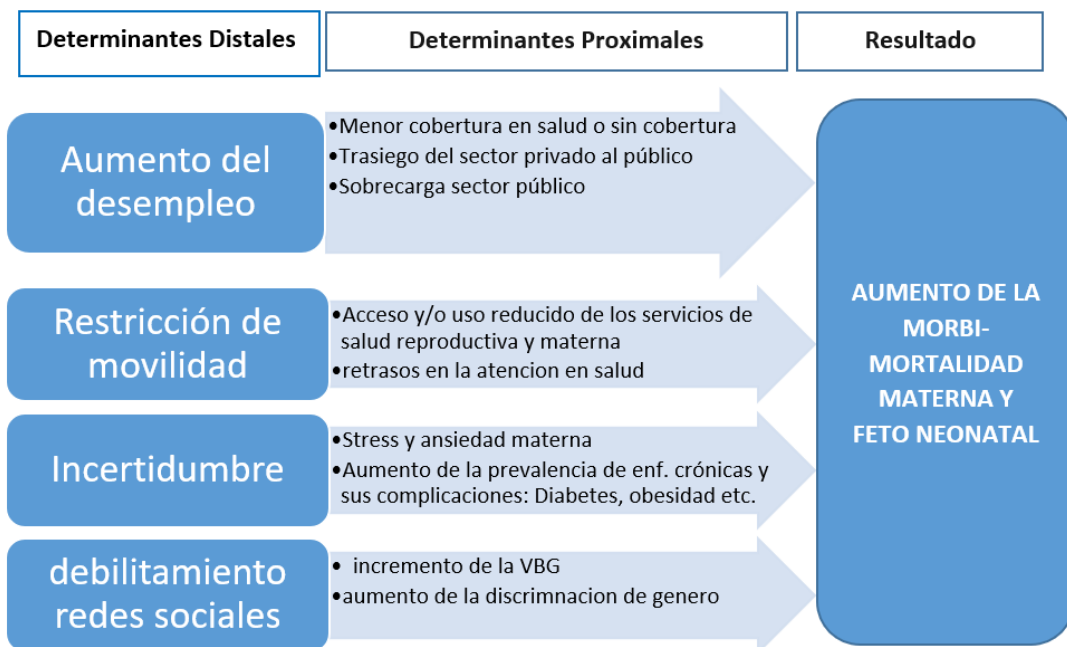 Determinantes Distales
Determinantes Proximales
Resultado
Aumento del
desempleo
•Menor cobertura en salud o sin cobertura
•Trasiego del sector privado al público
•Sobrecarga sector público
Restricción de
movilidad
•Acceso y/o uso reducido de los servicios de
salud reproductiva y materna
•retrasos en la atencion en salud
Incertidumbre
•Stress y ansiedad materna
•Aumento de la prevalencia de enf. crónicas y
sus complicaciones: Diabetes, obesidad etc.
debilitamiento
redes sociales
• incremento de la VBG
•aumento de la discrimnacion de genero
AUMENTO DE LA
MORBI-
MORTALIDAD
MATERNA Y
FETO NEONATAL